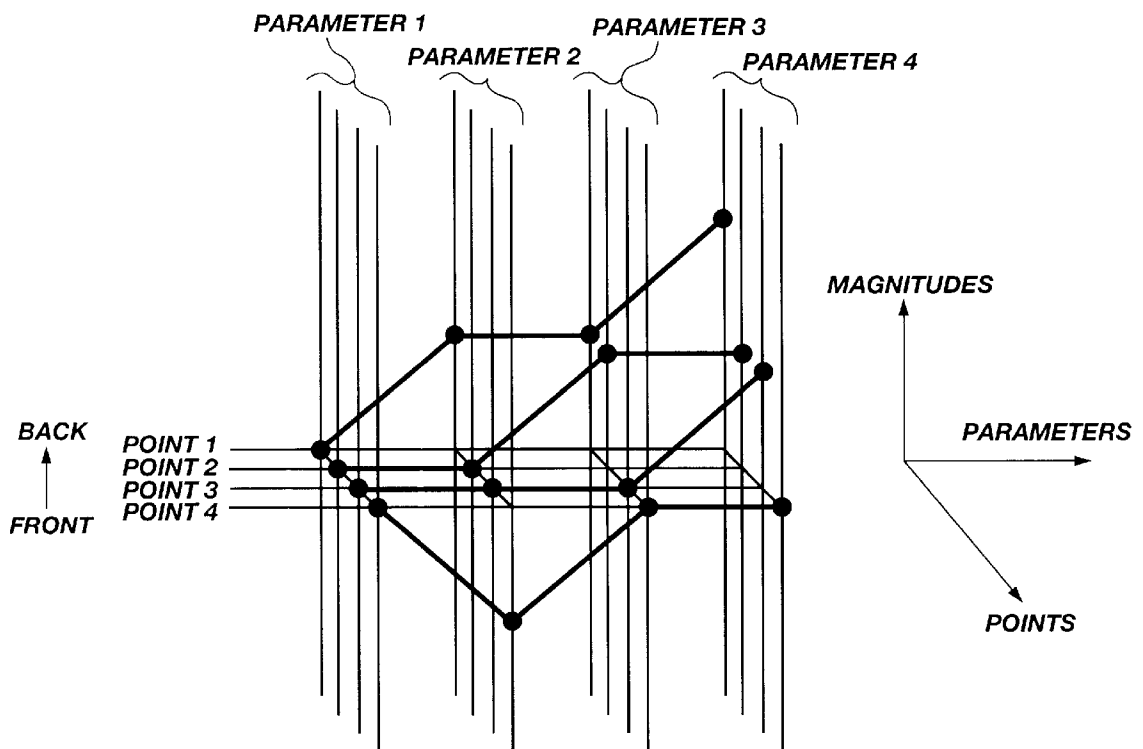 PARAMETER 1
PARAMETER 2
PARAMETER 3
PARAMETER 4
MAGNITUDES
PARAMETERS
POINTS
BACK
FRONT
POINT 1
POINT 2
POINT 3
POINT 4